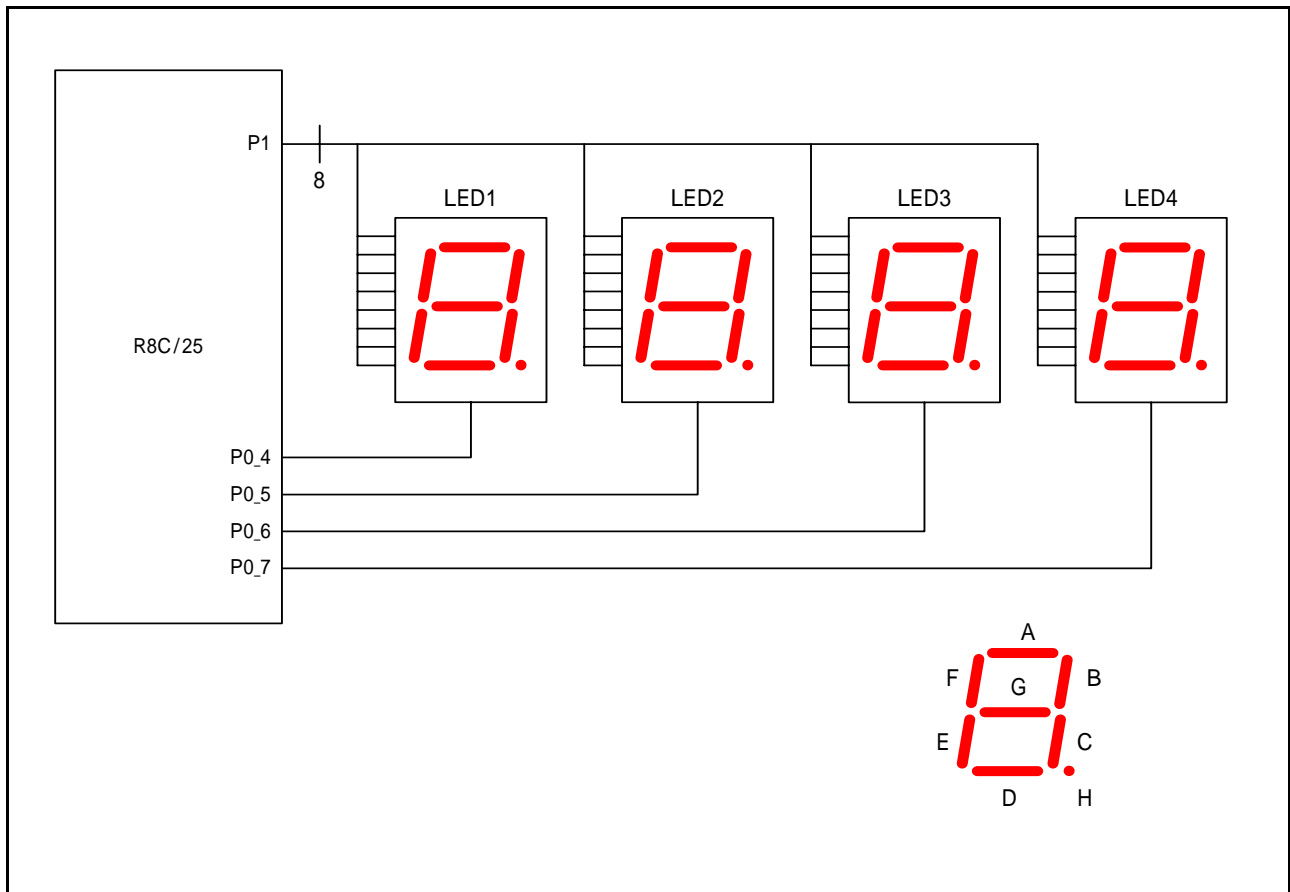 P1
8
LED1 LED2 LED3 LED4
R8C/25
P0_4
P0_5
P0_6
P0_7
A
F B
G
E C
D H